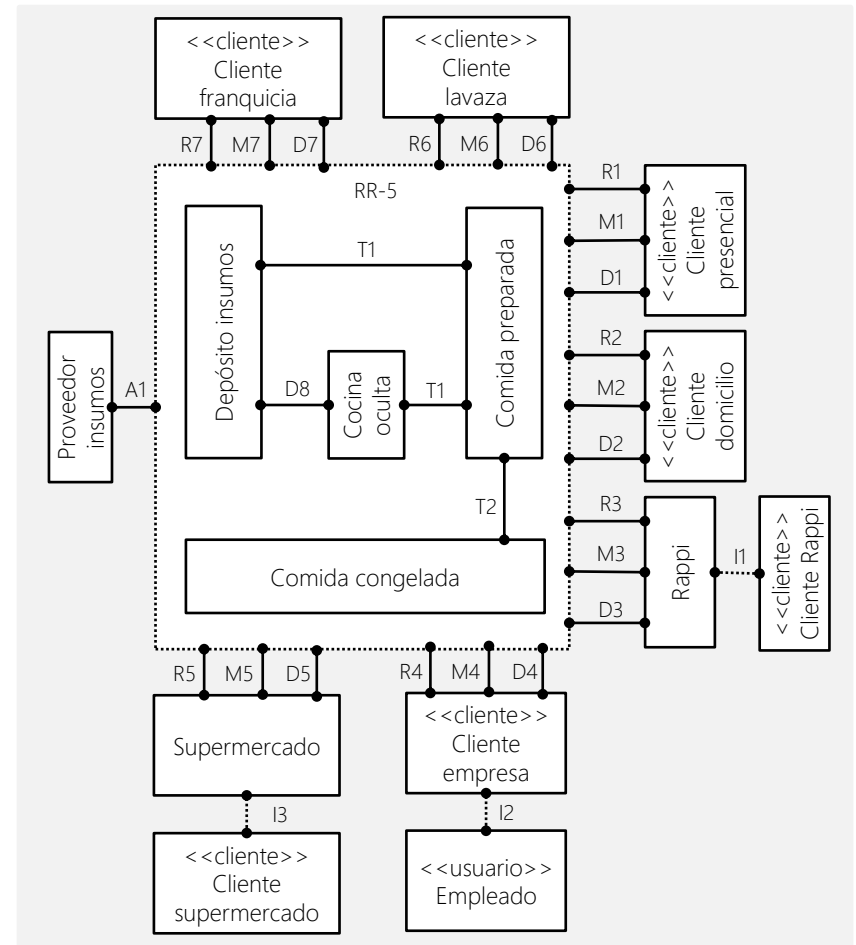 <<cliente>>
Cliente
franquicia
<<cliente>>
Cliente
lavaza
R7
M7
D7
R6
M6
D6
RR-5
R1
M1
D1
<<cliente>>
Cliente
presencial
Depósito insumos
T1
Comida preparada
Proveedor
insumos
A1
D8
Cocina
oculta
T1
R2
M2
D2
<<cliente>>
Cliente
domicilio
T2
R3
M3
D3
Rappi
I1
<<cliente>>
Cliente Rappi
Comida congelada
R5
M5
D5
R4
M4
D4
Supermercado
<<cliente>>
Cliente
empresa
I3
I2
<<cliente>>
Cliente
supermercado
<<usuario>>
Empleado